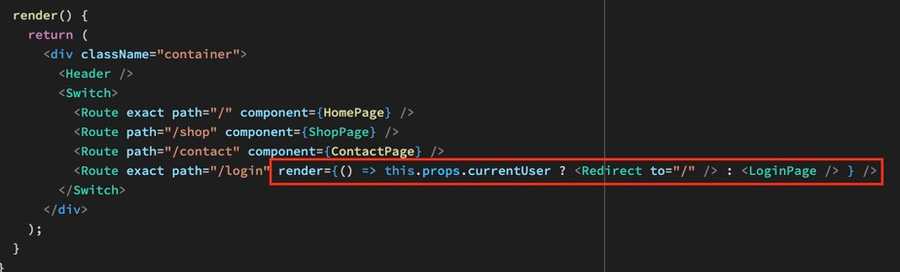 render() {
return (
<div className="container">
<Header />
<Switch>
<Route exact path="/" component={HomePage} />
<Route path="/shop" component={ShopPage} />
<Route path="/contact" component={ContactPage} />
<Route exact path="/login" render={() => this.props.currentUser ? <Redirect to="/" /> : <LoginPage /> } />
</Switch>
</div>
);
}
}